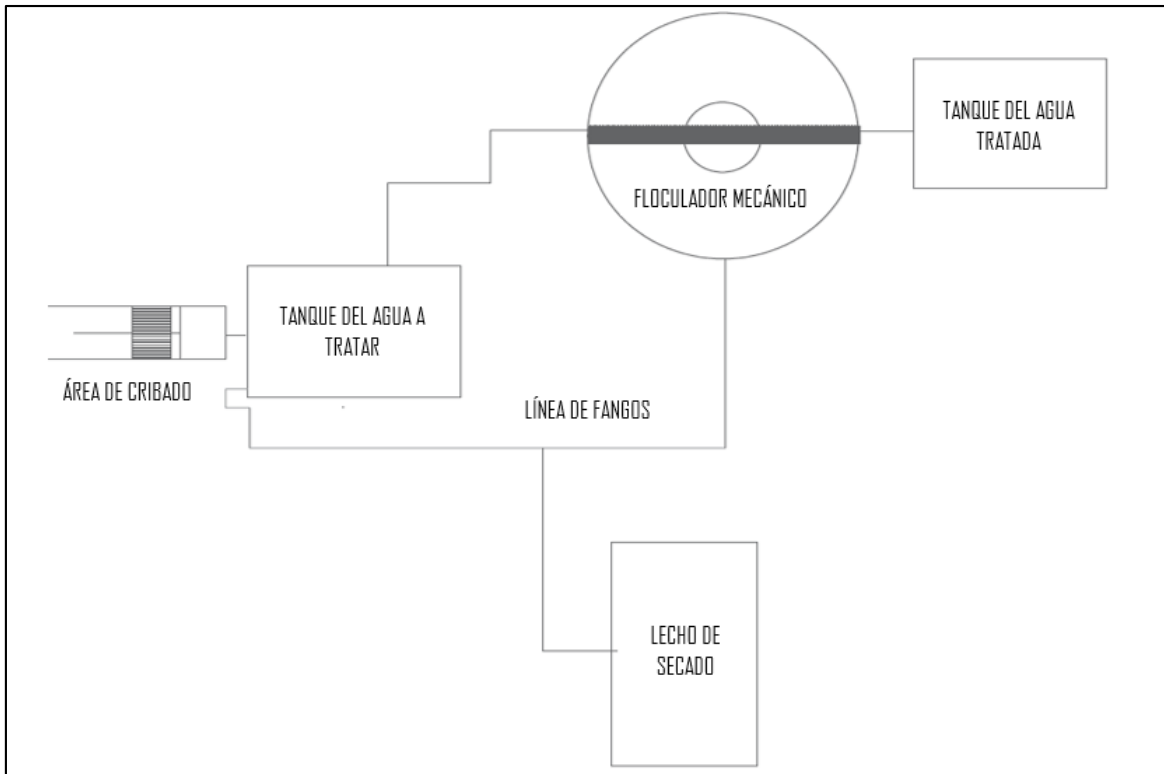 TANQUE DEL AGUA
TRATADA
FLOCULADOR MECÁNICO
TANQUE DEL AGUA A
TRATAR
ÁREA DE CRIBADO
LÍNEA DE FANGOS
LECHO DE
SECADO